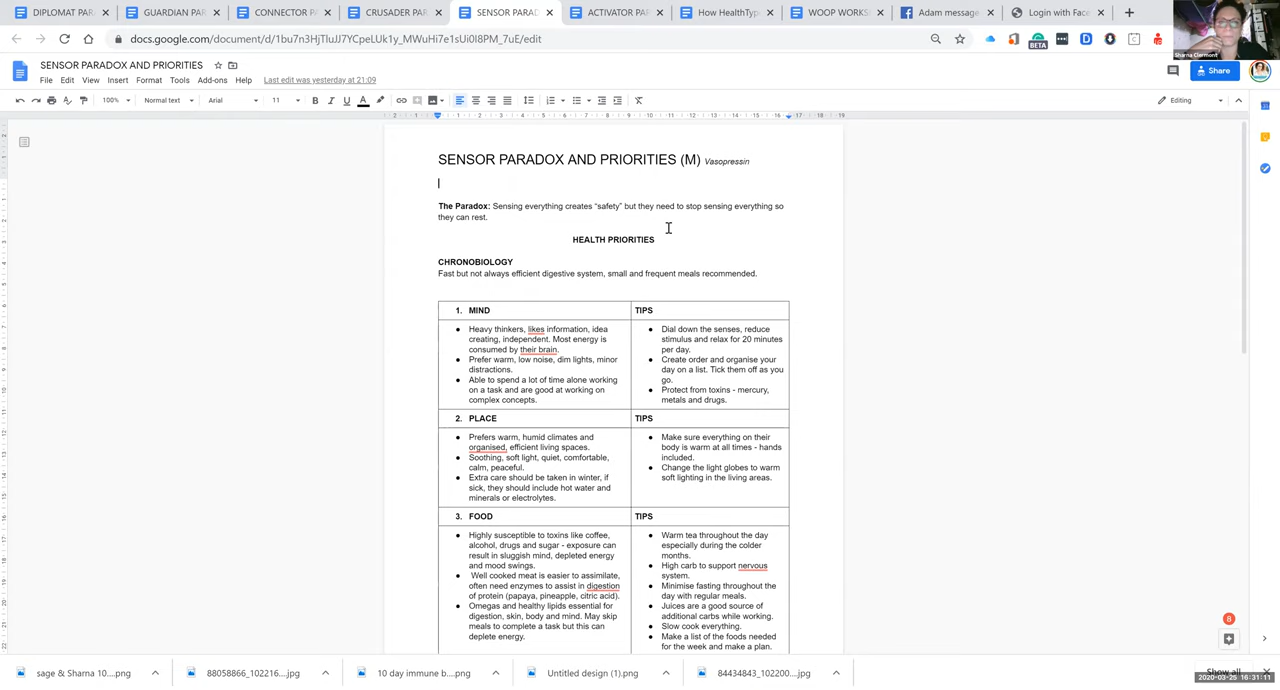 DIPLOMAT PAR
GUARDIAN PAR
CONNECTOR P
CRUSADER PAR
SENSOR PARAD
ACTIVATOR PAR
How HealthType
WOOP WORKS
Adam message
Login with Face
docs.google.com/document/d/1bu7n3HjTluJJ7YCpeLUk1y_MWuHi7e1sUi0I8PM_7uE/edit
BETA
Sharna Clermont
SENSOR PARADOX AND PRIORITIES
File Edit View Insert Format Tools Add-ons Help Last edit was yesterday at 21:09
Share
100% Normal text Arial 11 B I U A Editing
SENSOR PARADOX AND PRIORITIES (M) Vasopressin
The Paradox: Sensing everything creates “safety” but they need to stop sensing everything so
they can rest.
HEALTH PRIORITIES
CHRONOBIOLOGY
Fast but not always efficient digestive system, small and frequent meals recommended.
1. MIND
TIPS
● Heavy thinkers, likes information, idea
creating, independent. Most energy is
consumed by their brain.
● Prefer warm, low noise, dim lights, minor
distractions.
● Able to spend a lot of time alone working
on a task and are good at working on
complex concepts.
● Dial down the senses, reduce
stimulus and relax for 20 minutes
per day.
● Create order and organise your
day on a list. Tick them off as you
go.
● Protect from toxins - mercury,
metals and drugs.
2. PLACE
TIPS
● Prefers warm, humid climates and
organised, efficient living spaces.
● Soothing, soft light, quiet, comfortable,
calm, peaceful.
● Extra care should be taken in winter, if
sick, they should include hot water and
minerals or electrolytes.
● Make sure everything on their
body is warm at all times - hands
included.
● Change the light globes to warm
soft lighting in the living areas.
3. FOOD
TIPS
● Highly susceptible to toxins like coffee,
alcohol, drugs and sugar - exposure can
result in sluggish mind, depleted energy
and mood swings.
● Well cooked meat is easier to assimilate,
often need enzymes to assist in digestion
of protein (papaya, pineapple, citric acid).
● Omegas and healthy lipids essential for
digestion, skin, body and mind. May skip
meals to complete a task but this can
deplete energy.
● Warm tea throughout the day
especially during the colder
months.
● High carb to support nervous
system.
● Minimise fasting throughout the
day with regular meals.
● Juices are a good source of
additional carbs while working.
● Slow cook everything.
● Make a list of the foods needed
for the week and make a plan.
8
sage & Sharna 10....png
88058866_102216....jpg
10 day immune b....png
Untitled design (1).png
84434843_102200....jpg
Show all
2020-03-25 16:31:11